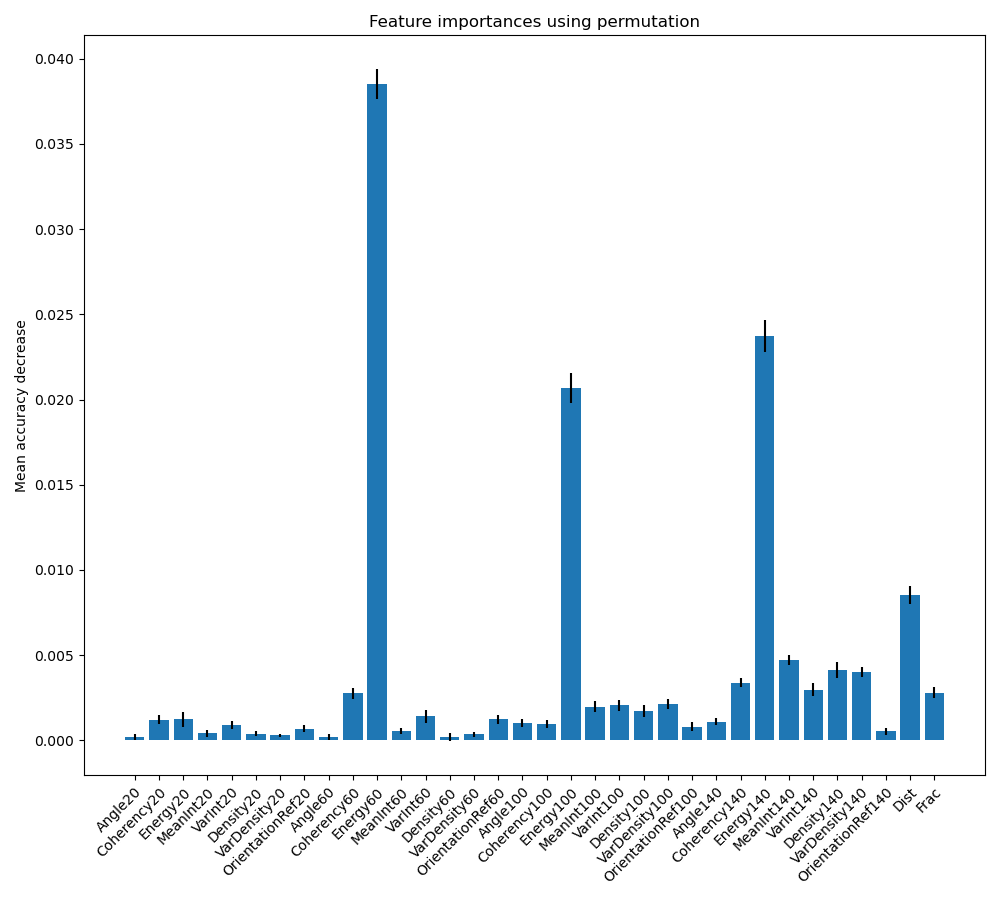 Feature importances using permutation
Mean accuracy decrease
0.040
0.035
0.030
0.025
0.020
0.015
0.010
0.005
0.000
Angle20
Coherency20
Energy20
MeanInt20
VarInt20
Density20
VarDensity20
OrientationRef20
Angle60
Coherency60
Energy60
MeanInt60
VarInt60
Density60
VarDensity60
OrientationRef60
Angle100
Coherency100
Energy100
MeanInt100
VarInt100
Density100
VarDensity100
OrientationRef100
Angle140
Coherency140
Energy140
MeanInt140
VarInt140
Density140
VarDensity140
OrientationRef140
Dist
Frac